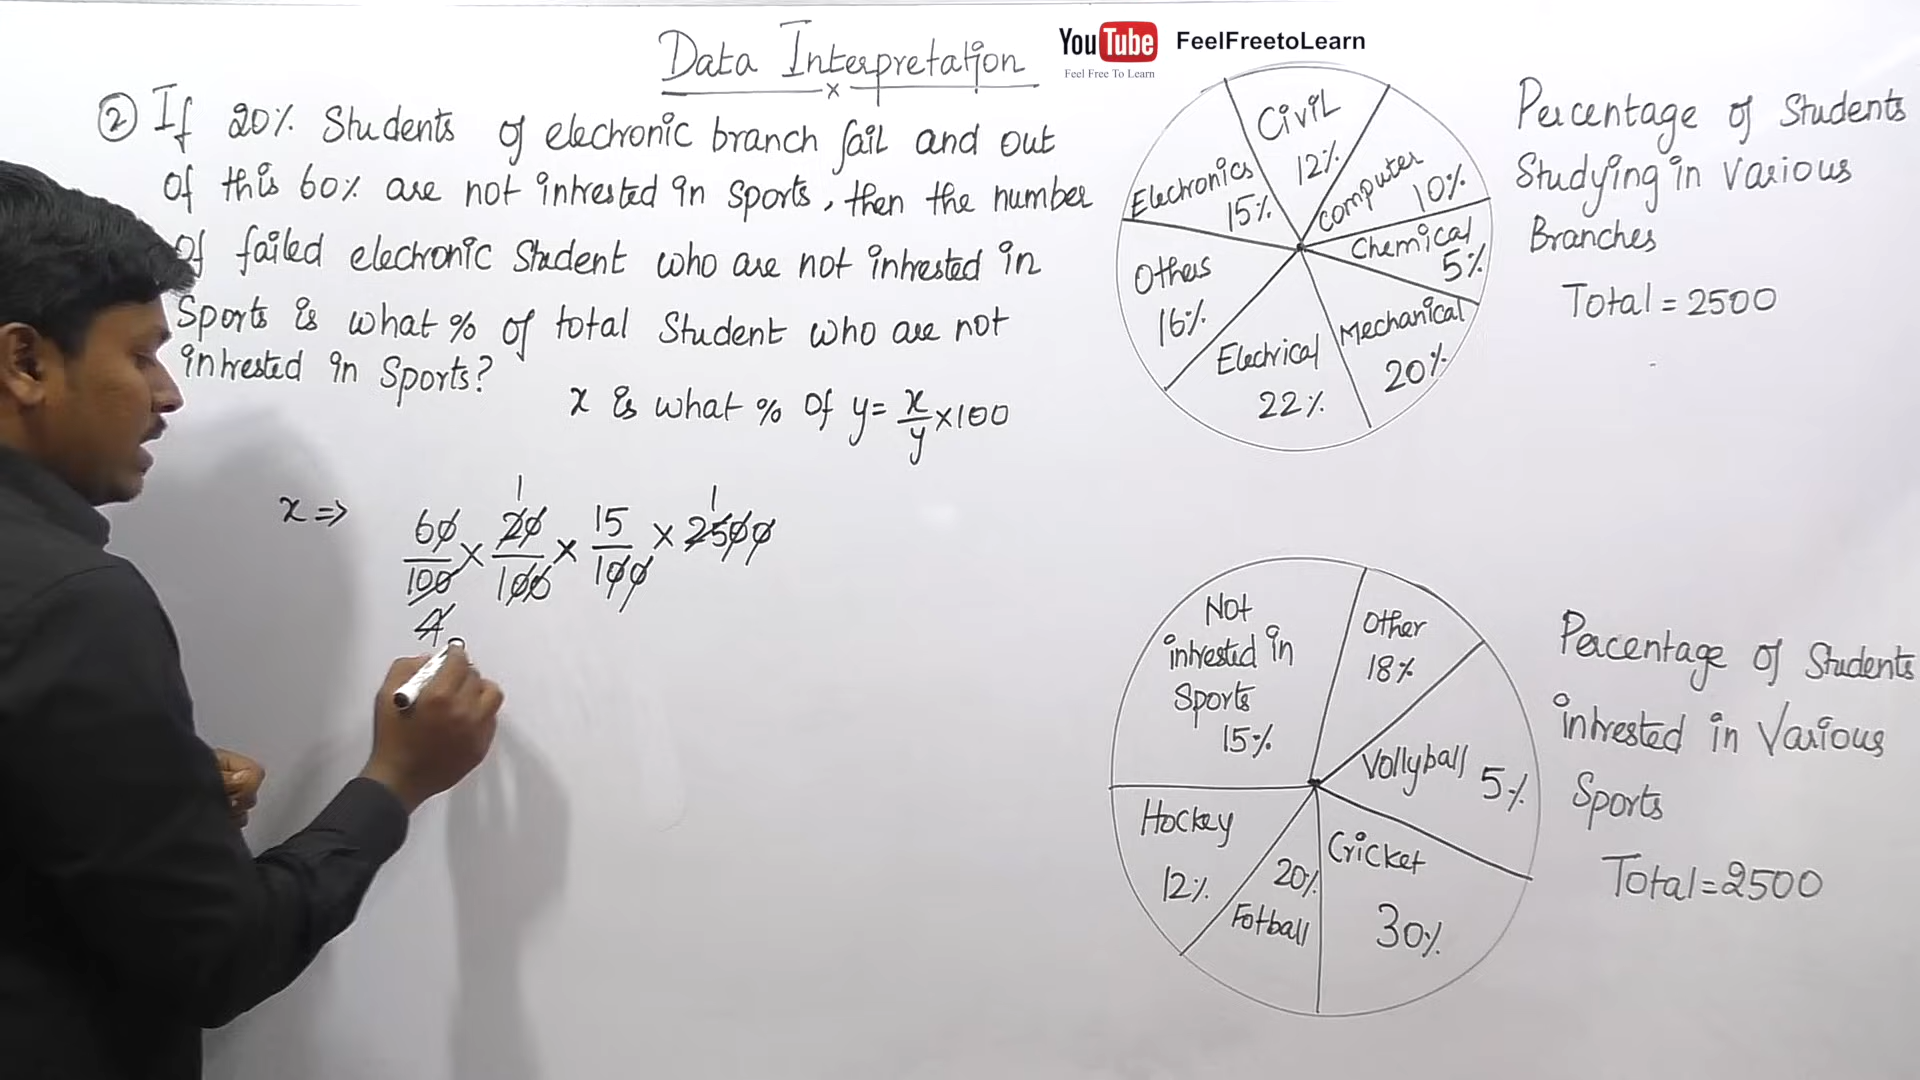 Data Interpretation
YouTube FeelFreetoLearn
Feel Free To Learn
② If 20% Students of electronic branch fail and out
Of this 60% are not intrested in sports, then the number
Of failed electronic Student who are not intrested in
Sports is what % of total Student who are not
intrested in Sports?
x is what % Of y = x/y × 100
x ⇒ 60/100 × 20/100 × 15/100 × 2500
1 1
4
Civil
12%
Computer
10%
Chemical
5%
Mechanical
20%
Electrical
22%
Others
16%
Electronics
15%
Percentage of Students
Studying in Various
Branches
Total = 2500
Not
intrested in
Sports
15%
Other
18%
Vollyball 5%
Cricket
30%
20%
Fotball
Hockey
12%
Percentage of Students
intrested in Various
Sports
Total = 2500